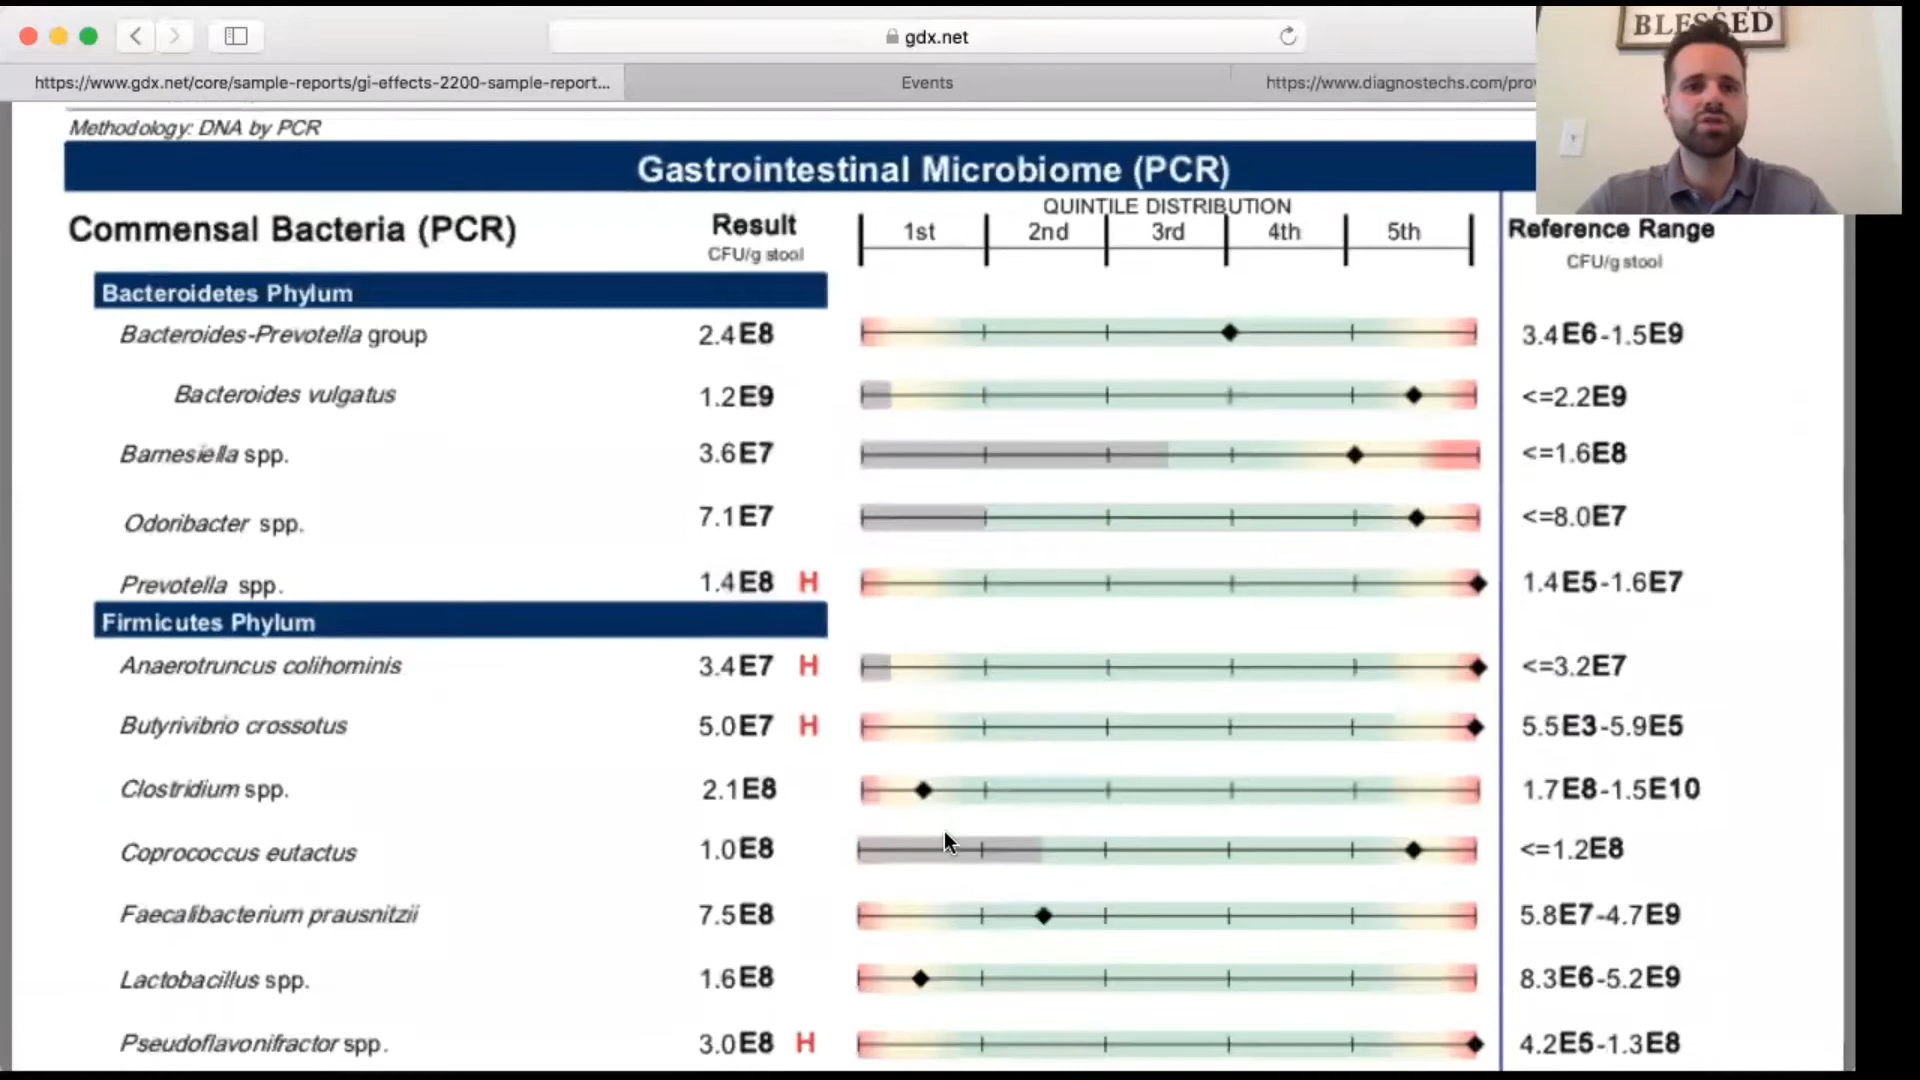 BLESSED
gdx.net
https://www.gdx.net/core/sample-reports/gi-effects-2200-sample-report...
Events
https://www.diagnostechs.com/pro
Methodology: DNA by PCR
Gastrointestinal Microbiome (PCR)
Commensal Bacteria (PCR)
Result
CFU/g stool
QUINTILE DISTRIBUTION
1st 2nd 3rd 4th 5th
Reference Range
CFU/g stool
Bacteroidetes Phylum
Bacteroides-Prevotella group 2.4E8 3.4E6-1.5E9
Bacteroides vulgatus 1.2E9 <=2.2E9
Barnesiella spp. 3.6E7 <=1.6E8
Odoribacter spp. 7.1E7 <=8.0E7
Prevotella spp. 1.4E8 H 1.4E5-1.6E7
Firmicutes Phylum
Anaerotruncus colihominis 3.4E7 H <=3.2E7
Butyrivibrio crossotus 5.0E7 H 5.5E3-5.9E5
Clostridium spp. 2.1E8 1.7E8-1.5E10
Coprococcus eutactus 1.0E8 <=1.2E8
Faecalibacterium prausnitzii 7.5E8 5.8E7-4.7E9
Lactobacillus spp. 1.6E8 8.3E6-5.2E9
Pseudoflavonifractor spp. 3.0E8 H 4.2E5-1.3E8